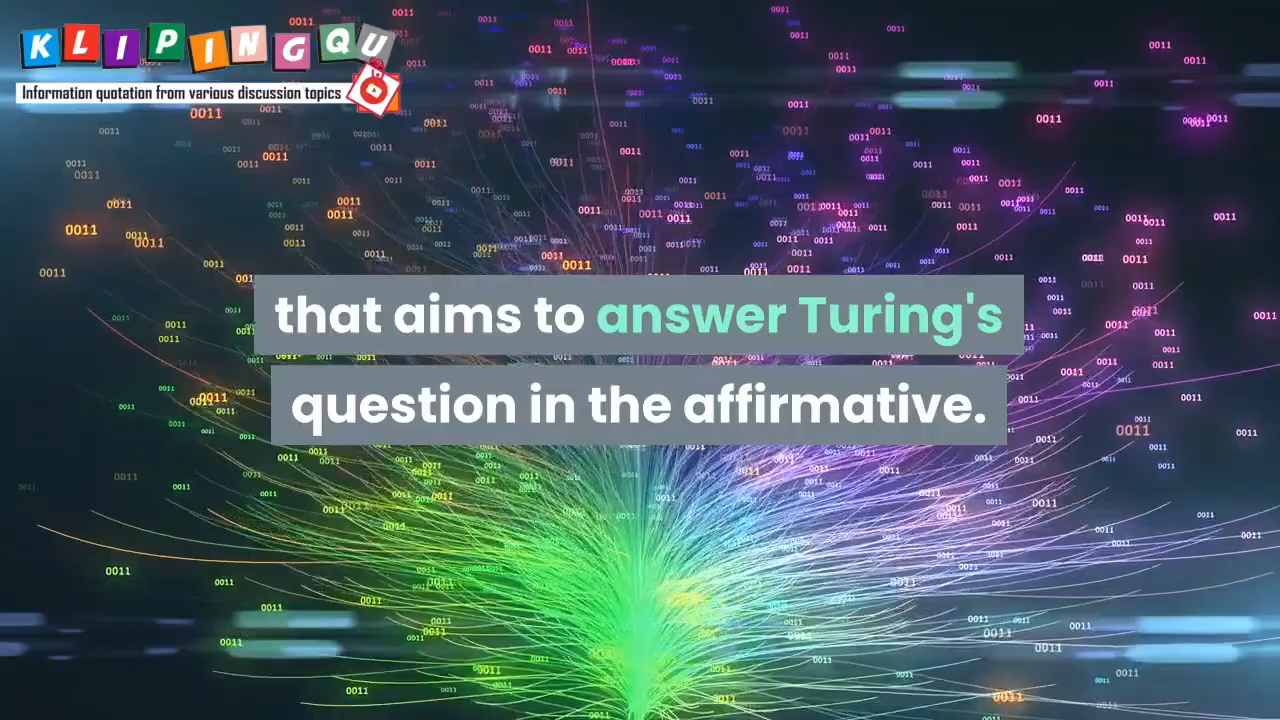 KLIPINGQU
Information quotation from various discussion topics
that aims to answer Turing's
question in the affirmative.